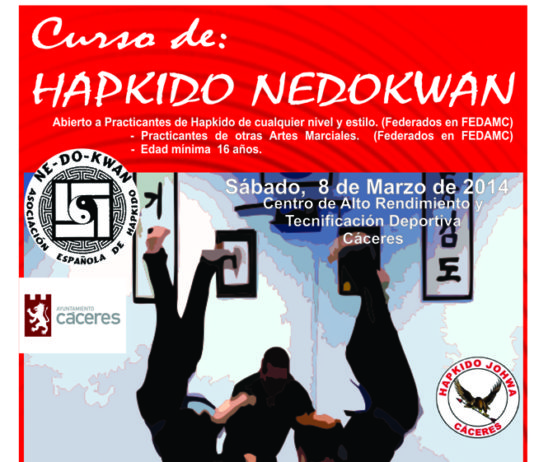 Curso de:
HAPKIDO NEDOKWAN
Abierto a Practicantes de Hapkido de cualquier nivel y estilo. (Federados en FEDAMC)
- Practicantes de otras Artes Marciales. (Federados en FEDAMC)
- Edad mínima 16 años.
NE-DO-KWAN
ASOCIACIÓN ESPAÑOLA DE HAPKIDO
Sábado, 8 de Marzo de 2014
Centro de Alto Rendimiento y
Tecnificación Deportiva
Cáceres
AYUNTAMIENTO
cáceres
HAPKIDO JOHWA
CÁCERES